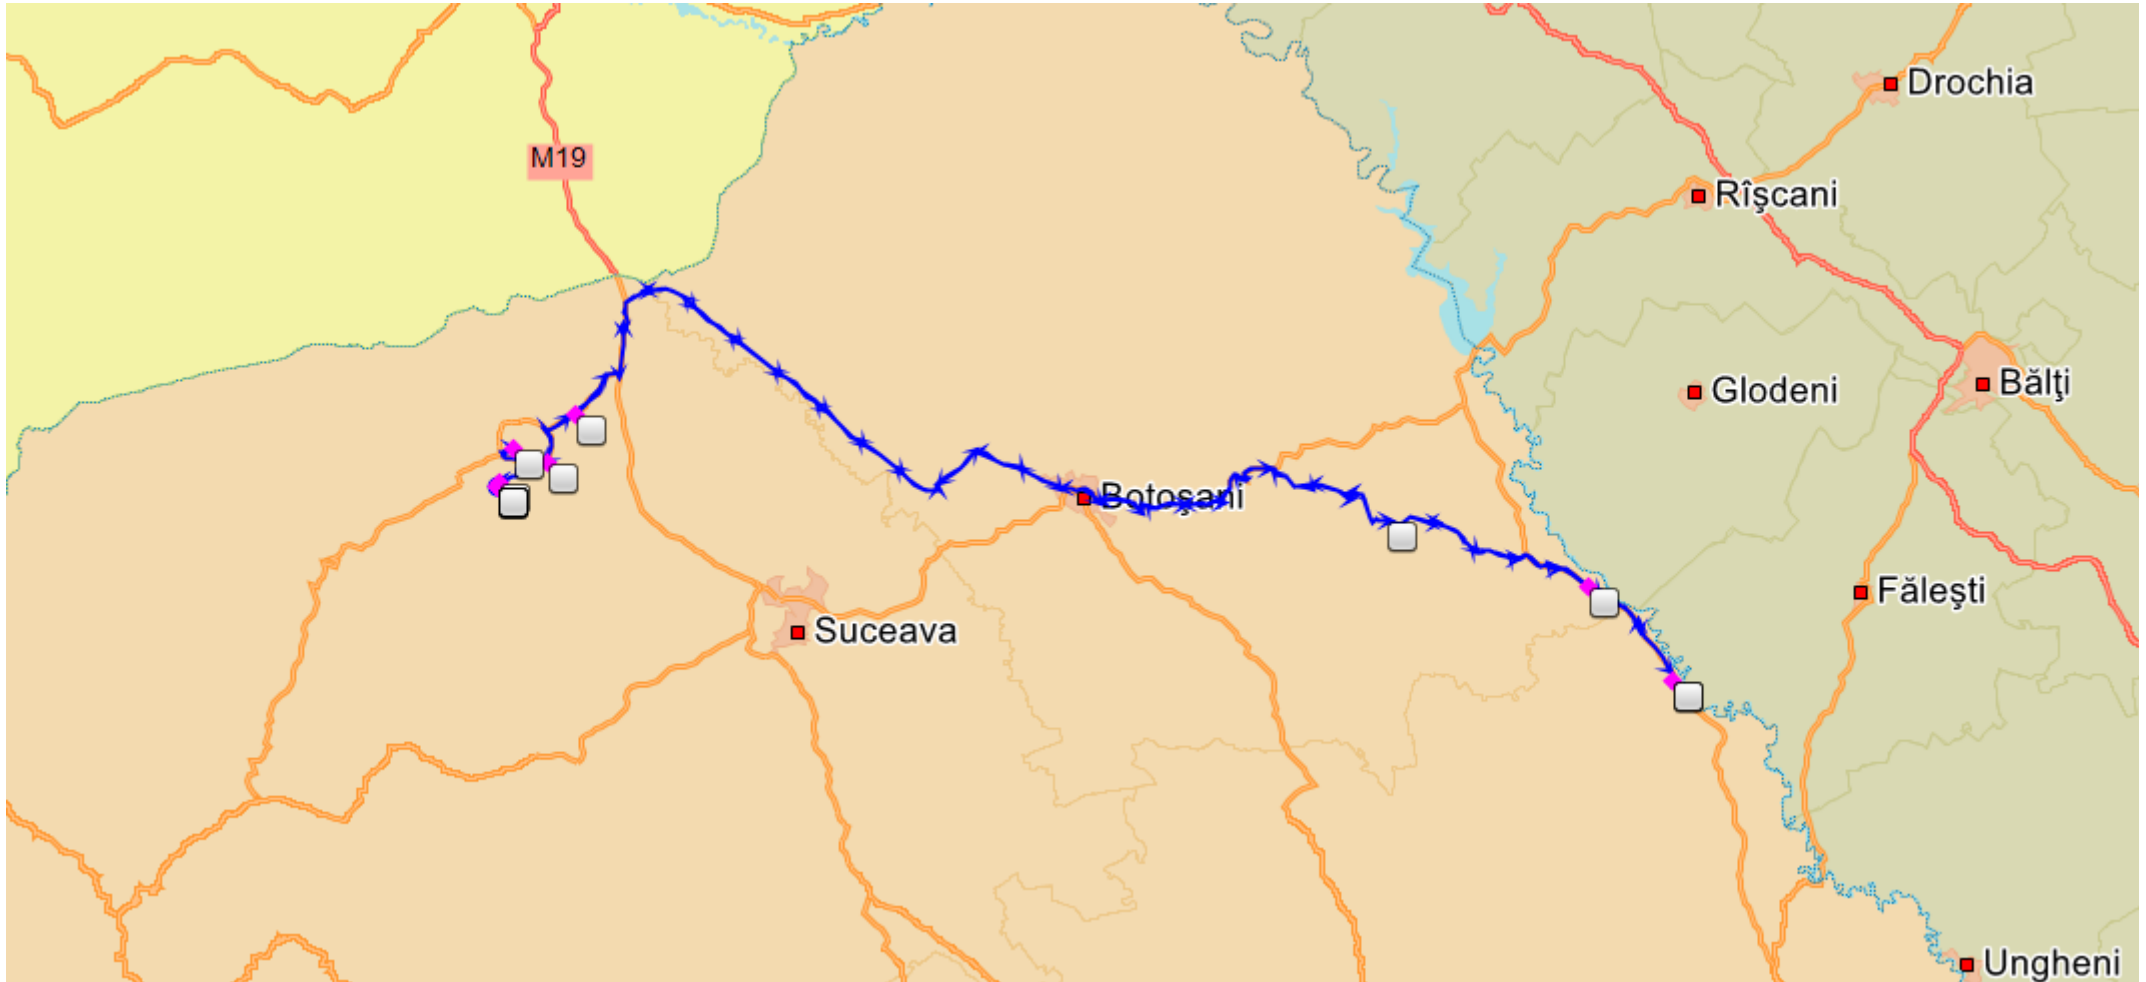 Drochia
M19
Rîşcani
Bălţi
Glodeni
Botoşani
Făleşti
Suceava
Ungheni